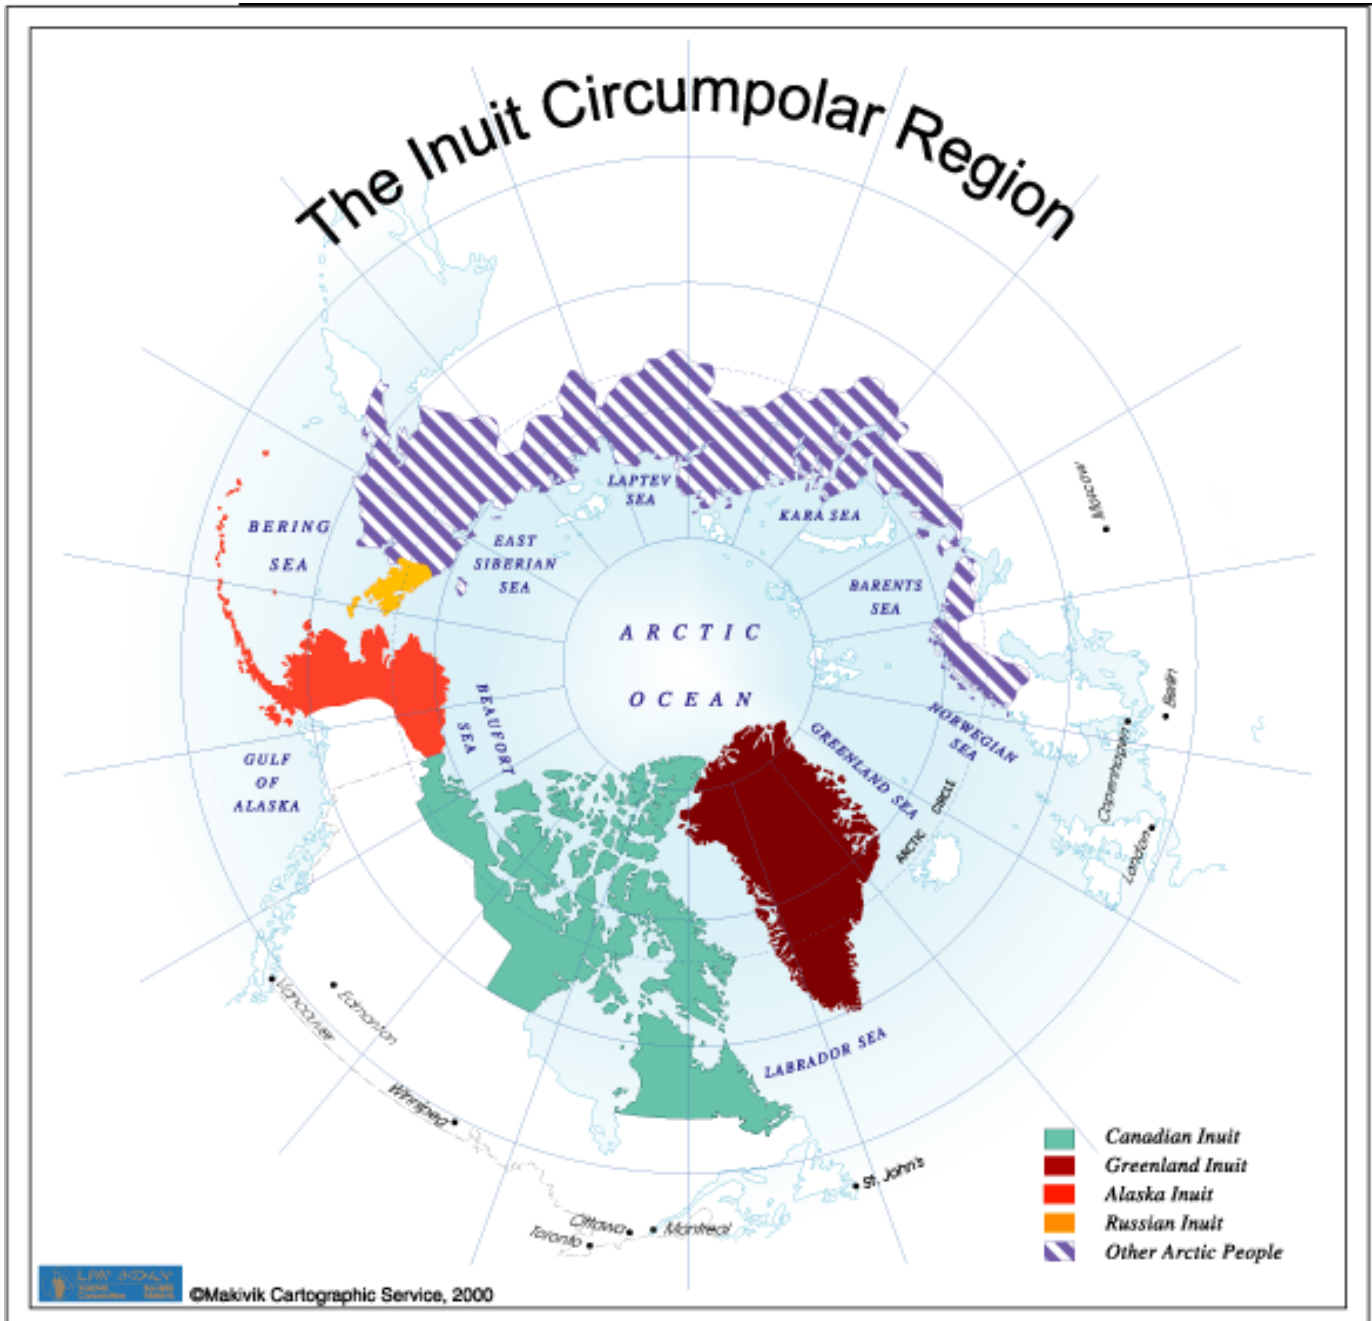 The Inuit Circumpolar Region
LAPTEV
SEA
KARA SEA
Moscow
BERING
SEA
EAST
SIBERIAN
SEA
BARENTS
SEA
ARCTIC
OCEAN
BEAUFORT
SEA
GREENLAND SEA
NORWEGIAN
SEA
Berlin
Copenhagen
London
GULF
OF
ALASKA
ARCTIC CIRCLE
Vancouver
Edmonton
Winnipeg
LABRADOR SEA
St. John's
Ottawa
Toronto
Montreal
Canadian Inuit
Greenland Inuit
Alaska Inuit
Russian Inuit
Other Arctic People
©Makivik Cartographic Service, 2000